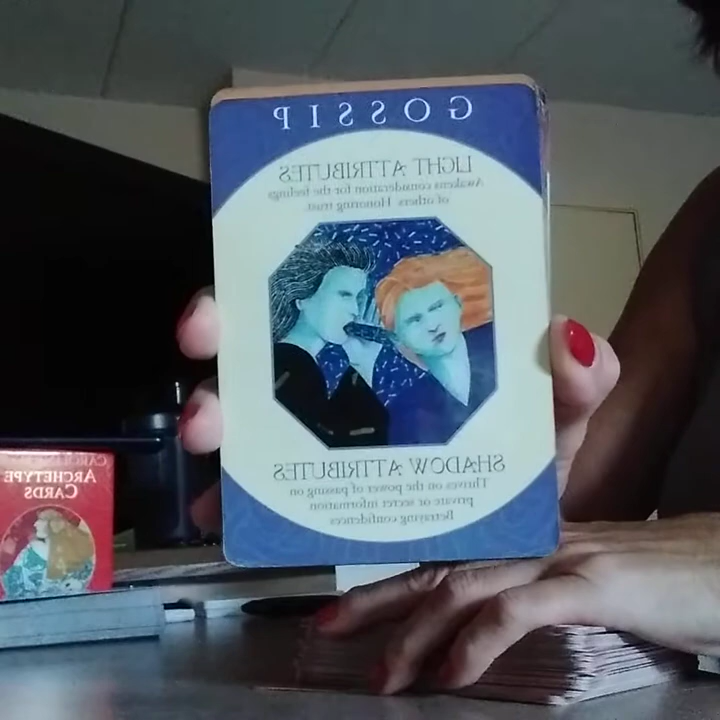 GOSSIP
LIGHT ATTRIBUTES
Awakens consideration for the feelings
of others. Honoring trust.
SHADOW ATTRIBUTES
Thrives on the power of passing on
private or secret information
Betraying confidences
ARCHETYPE
CARDS